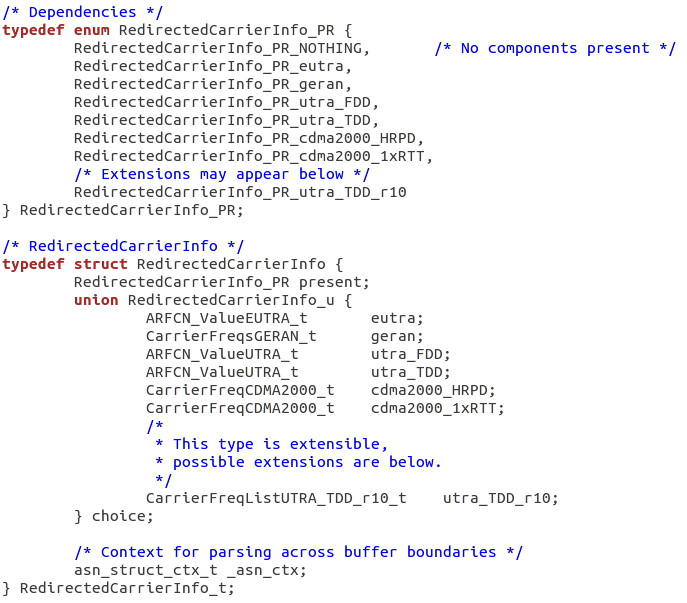 /* Dependencies */
typedef enum RedirectedCarrierInfo_PR {
        RedirectedCarrierInfo_PR_NOTHING,       /* No components present */
        RedirectedCarrierInfo_PR_eutra,
        RedirectedCarrierInfo_PR_geran,
        RedirectedCarrierInfo_PR_utra_FDD,
        RedirectedCarrierInfo_PR_utra_TDD,
        RedirectedCarrierInfo_PR_cdma2000_HRPD,
        RedirectedCarrierInfo_PR_cdma2000_1xRTT,
        /* Extensions may appear below */
        RedirectedCarrierInfo_PR_utra_TDD_r10
} RedirectedCarrierInfo_PR;

/* RedirectedCarrierInfo */
typedef struct RedirectedCarrierInfo {
        RedirectedCarrierInfo_PR present;
        union RedirectedCarrierInfo_u {
                ARFCN_ValueEUTRA_t       eutra;
                CarrierFreqsGERAN_t      geran;
                ARFCN_ValueUTRA_t        utra_FDD;
                ARFCN_ValueUTRA_t        utra_TDD;
                CarrierFreqCDMA2000_t    cdma2000_HRPD;
                CarrierFreqCDMA2000_t    cdma2000_1xRTT;
                /*
                 * This type is extensible,
                 * possible extensions are below.
                 */
                CarrierFreqListUTRA_TDD_r10_t    utra_TDD_r10;
        } choice;

        /* Context for parsing across buffer boundaries */
        asn_struct_ctx_t _asn_ctx;
} RedirectedCarrierInfo_t;